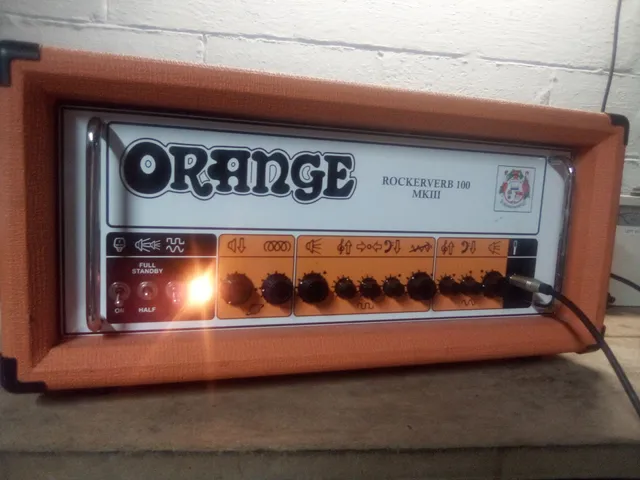 ORANGE
ROCKERVERB 100
MKIII
FULL
STANDBY
ON
HALF